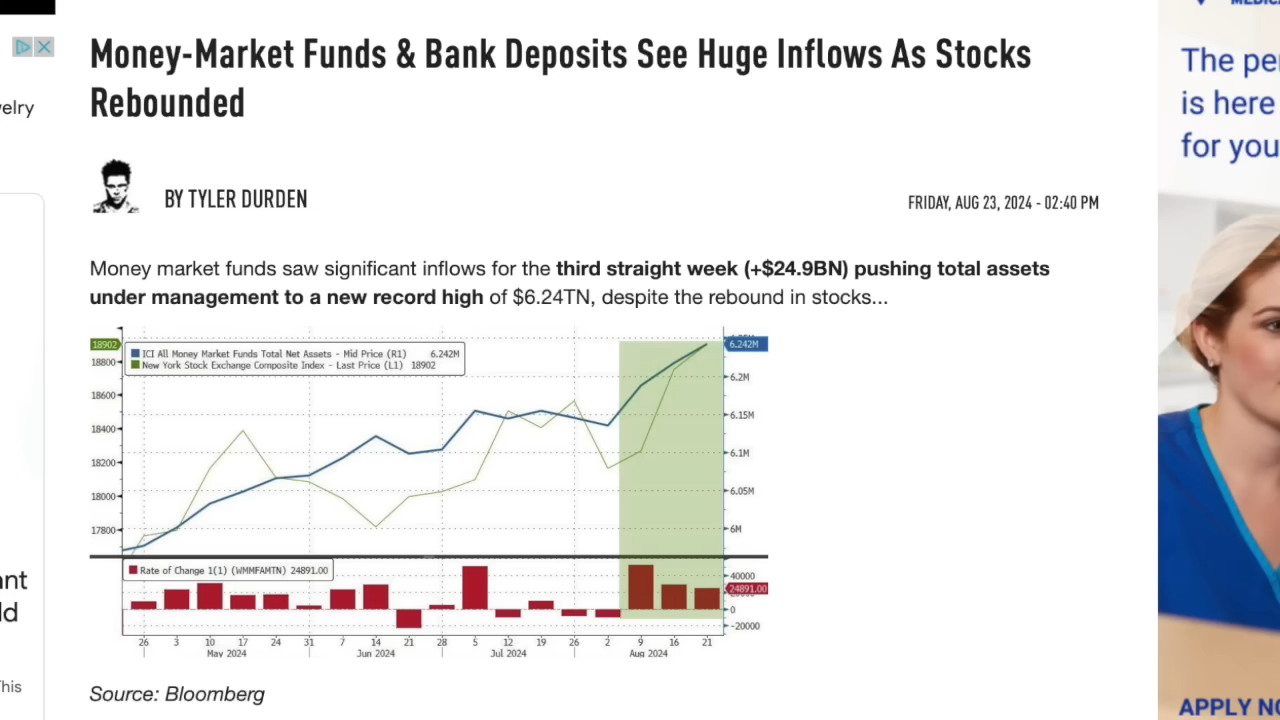 Money-Market Funds & Bank Deposits See Huge Inflows As Stocks
Rebounded
BY TYLER DURDEN
FRIDAY, AUG 23, 2024 - 02:40 PM
Money market funds saw significant inflows for the third straight week (+$24.9BN) pushing total assets
under management to a new record high of $6.24TN, despite the rebound in stocks...
ICI All Money Market Funds Total Net Assets - Mid Price (R1) 6.242M
New York Stock Exchange Composite Index - Last Price (L1) 18902
18902
18800
18600
18400
18200
18000
17800
6.242M
6.2M
6.15M
6.1M
6.05M
6M
Rate of Change 1(1) (WMMFAMTN) 24891.00
40000
24891.00
0
-20000
26 3 10 17 24 31 7 14 21 28 5 12 19 26 2 9 16 21
May 2024 Jun 2024 Jul 2024 Aug 2024
Source: Bloomberg
The
is here
for you
APPLY